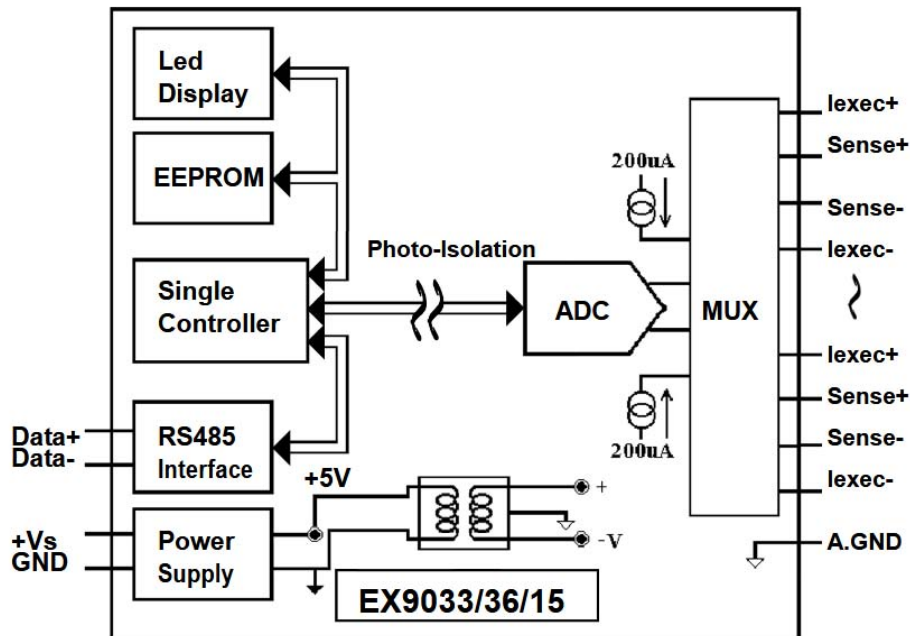 Led
Display
EEPROM
Single
Controller
RS485
Interface
Data+
Data-
Power
Supply
+Vs
GND
+5V
Photo-Isolation
ADC
200uA
200uA
MUX
Iexec+
Sense+
Sense-
Iexec-
Iexec+
Sense+
Sense-
Iexec-
A.GND
+
-V
EX9033/36/15